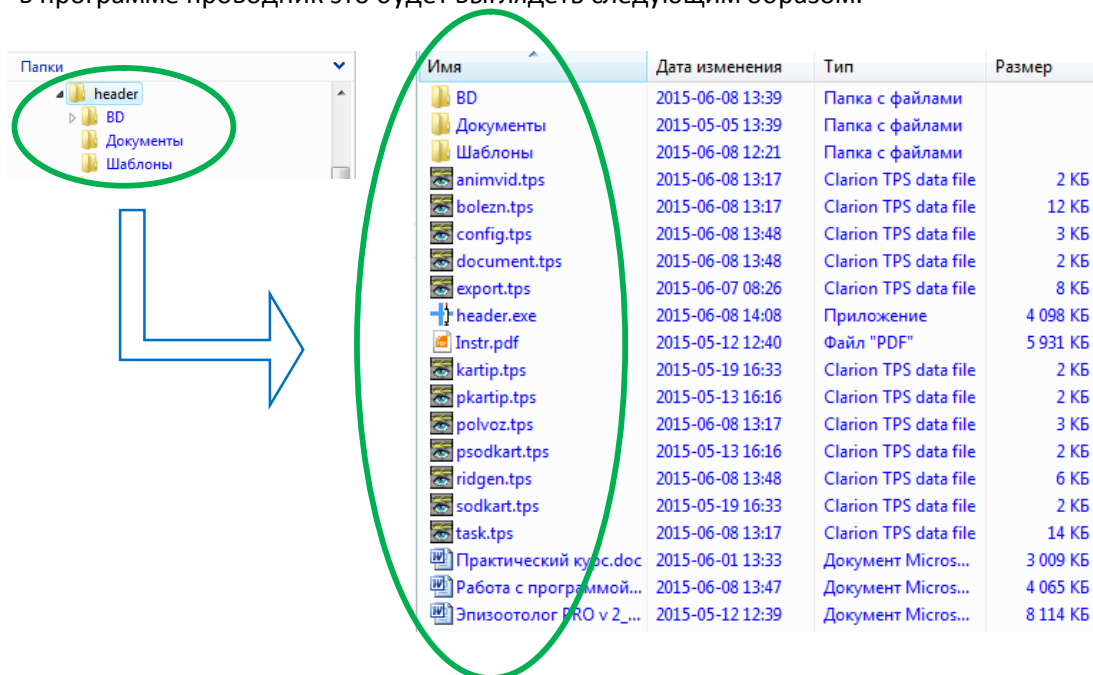 в программе проводник это будет выглядеть следующим образом:
Папки
header
BD
Документы
Шаблоны
Имя Дата изменения Тип Размер
BD 2015-06-08 13:39 Папка с файлами
Документы 2015-05-05 13:39 Папка с файлами
Шаблоны 2015-06-08 12:21 Папка с файлами
animvid.tps 2015-06-08 13:17 Clarion TPS data file 2 КБ
bolezn.tps 2015-06-08 13:17 Clarion TPS data file 12 КБ
config.tps 2015-06-08 13:48 Clarion TPS data file 3 КБ
document.tps 2015-06-08 13:48 Clarion TPS data file 2 КБ
export.tps 2015-06-07 08:26 Clarion TPS data file 8 КБ
header.exe 2015-06-08 14:08 Приложение 4 098 КБ
Instr.pdf 2015-05-12 12:40 Файл "PDF" 5 931 КБ
kartip.tps 2015-05-19 16:33 Clarion TPS data file 2 КБ
pkartip.tps 2015-05-13 16:16 Clarion TPS data file 2 КБ
polvoz.tps 2015-06-08 13:17 Clarion TPS data file 3 КБ
psodkart.tps 2015-05-13 16:16 Clarion TPS data file 2 КБ
ridgen.tps 2015-06-08 13:48 Clarion TPS data file 6 КБ
sodkart.tps 2015-05-19 16:33 Clarion TPS data file 2 КБ
task.tps 2015-06-08 13:17 Clarion TPS data file 14 КБ
Практический курс.doc 2015-06-01 13:33 Документ Micros... 3 009 КБ
Работа с программой... 2015-06-08 13:47 Документ Micros... 4 065 КБ
Эпизоотолог PRO v 2_... 2015-05-12 12:39 Документ Micros... 8 114 КБ